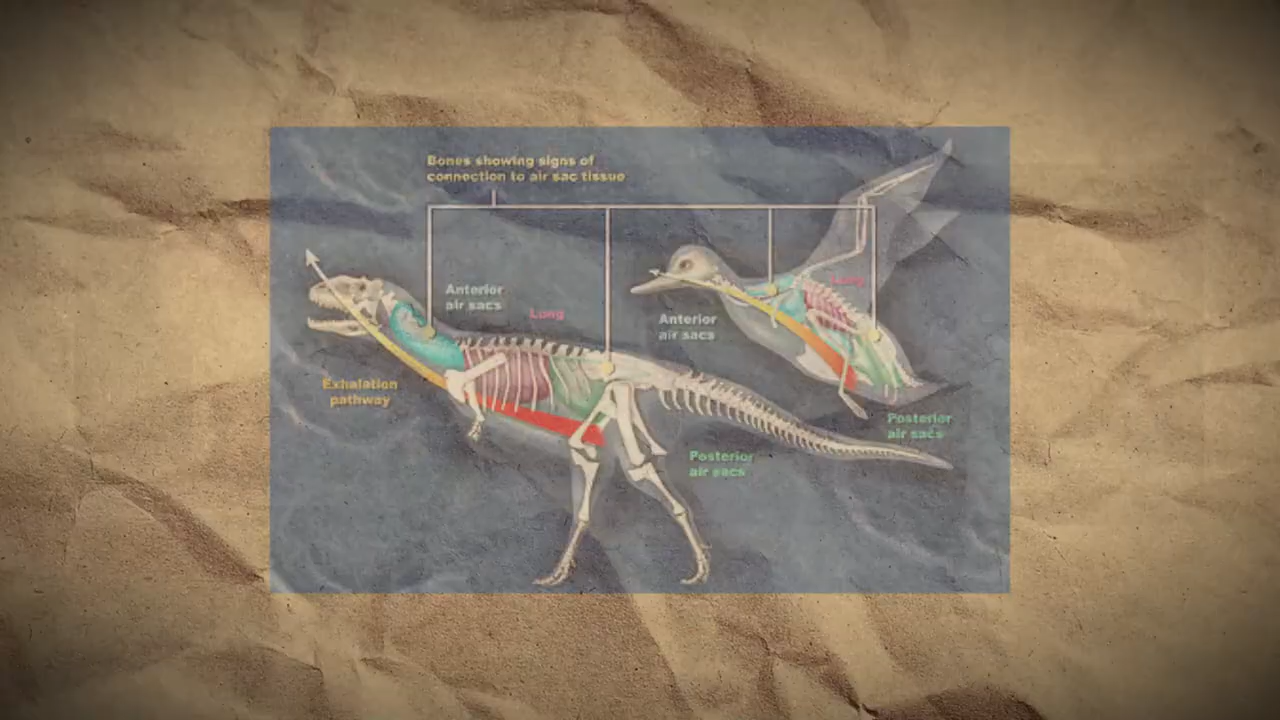 Bones showing signs of
connection to air sac tissue
Anterior
air sacs
Lung
Exhalation
pathway
Posterior
air sacs
Anterior
air sacs
Lung
Posterior
air sacs